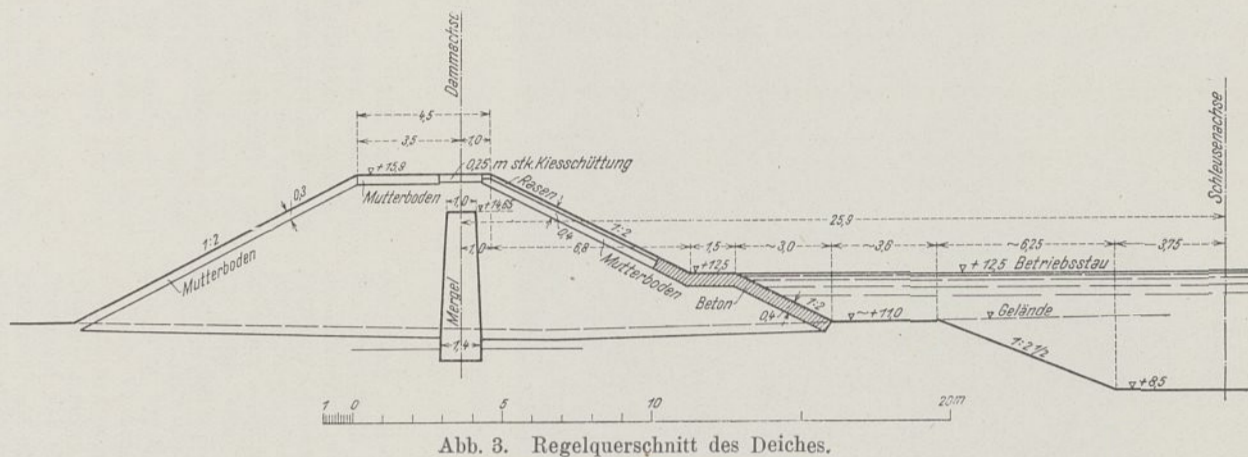 Dammachse
Schleusenachse
4,5
3,5
1,0
+15,9
0,25 m stk. Kiesschüttung
Rasen
0,3
Mutterboden
1,0
+14,65
25,9
1:2
0,4
1:2
1,0
6,8
1,5
~3,0
~3,6
~6,25
3,75
Mutterboden
Mutterboden
+12,5
+12,5 Betriebsstau
Mergel
Beton
1:2
0,4
~+11,0
Gelände
1,4
1:2 1/2
+8,5
1 0 5 10 20m
Abb. 3. Regelquerschnitt des Deiches.